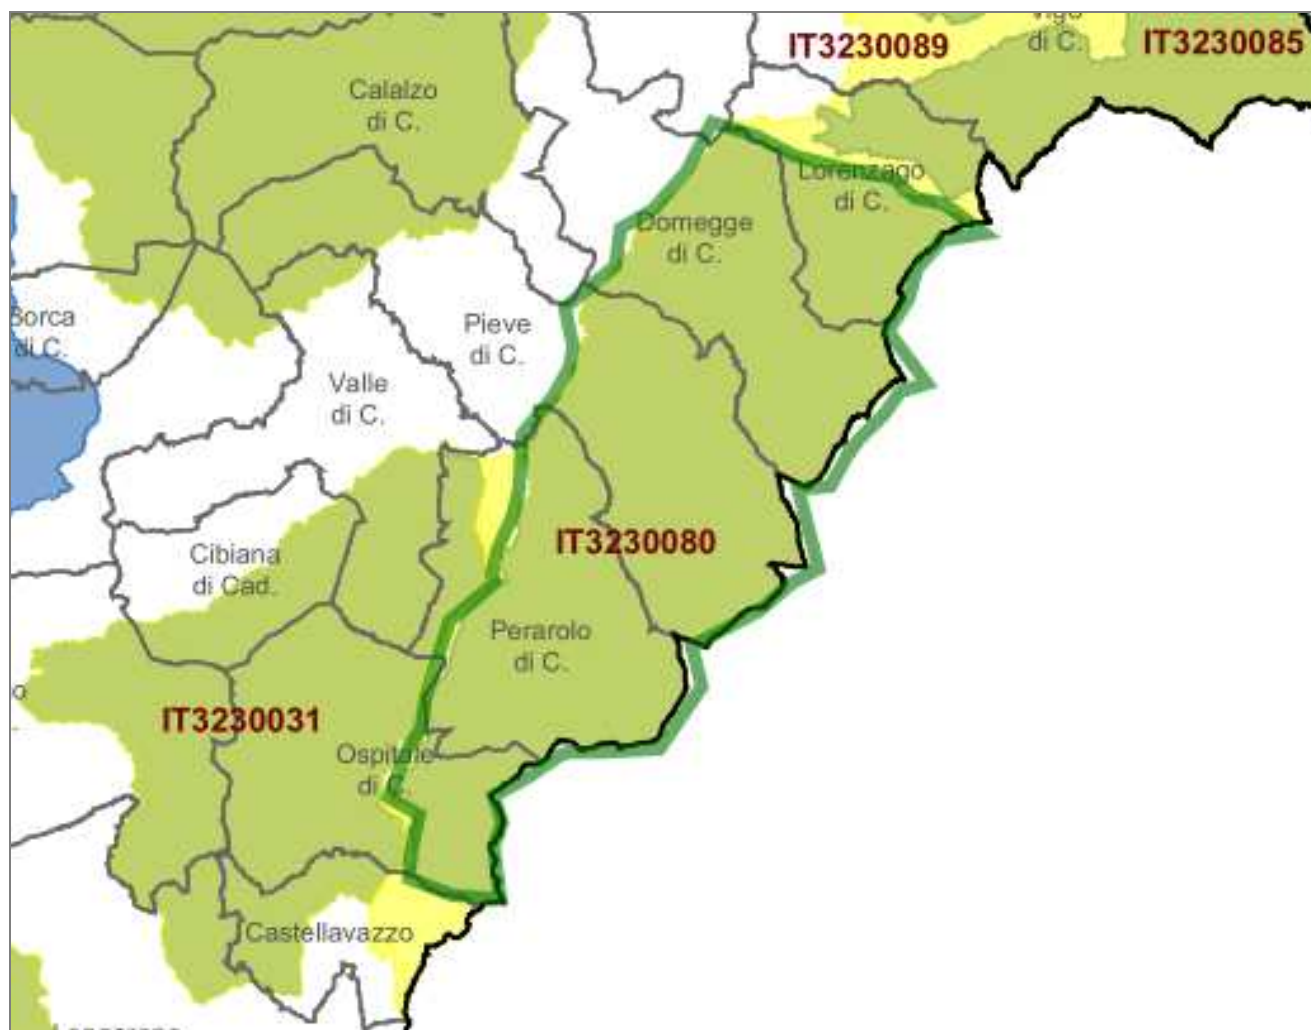 Vigo
di C.
IT3230089
IT3230085
Calalzo
di C.
Lorenzago
di C.
Domegge
di C.
Borca
di C.
Pieve
di C.
Valle
di C.
Cibiana
di Cad.
IT3230080
Perarolo
di C.
o
IT3230031
Ospitale
di C.
Castellavazzo